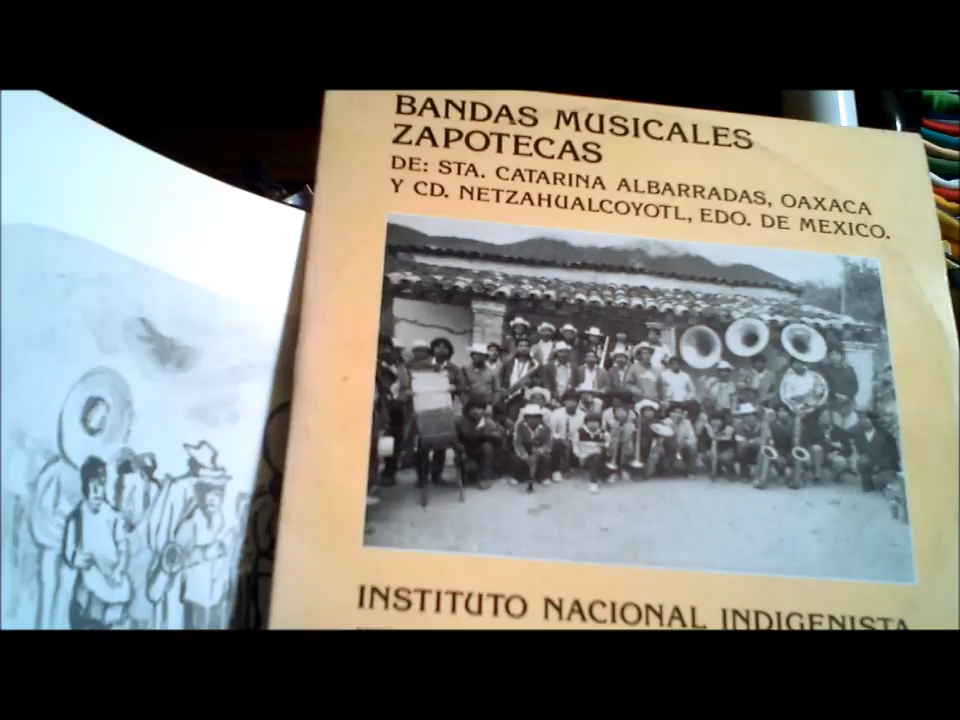 BANDAS MUSICALES
ZAPOTECAS
DE: STA. CATARINA ALBARRADAS, OAXACA
Y CD. NETZAHUALCOYOTL, EDO. DE MEXICO.
INSTITUTO NACIONAL INDIGENISTA